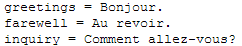 greetings = Bonjour.
farewell = Au revoir.
inquiry = Comment allez-vous?